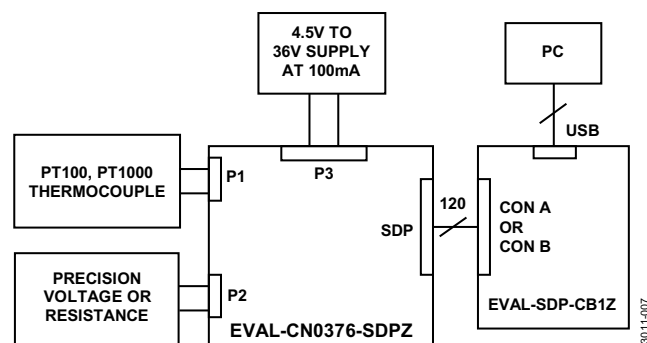 4.5V TO
36V SUPPLY
AT 100mA
PC
USB
PT100, PT1000
THERMOCOUPLE
P1
P3
120
SDP
CON A
OR
CON B
PRECISION
VOLTAGE OR
RESISTANCE
P2
EVAL-CN0376-SDPZ
EVAL-SDP-CB1Z
3011-007